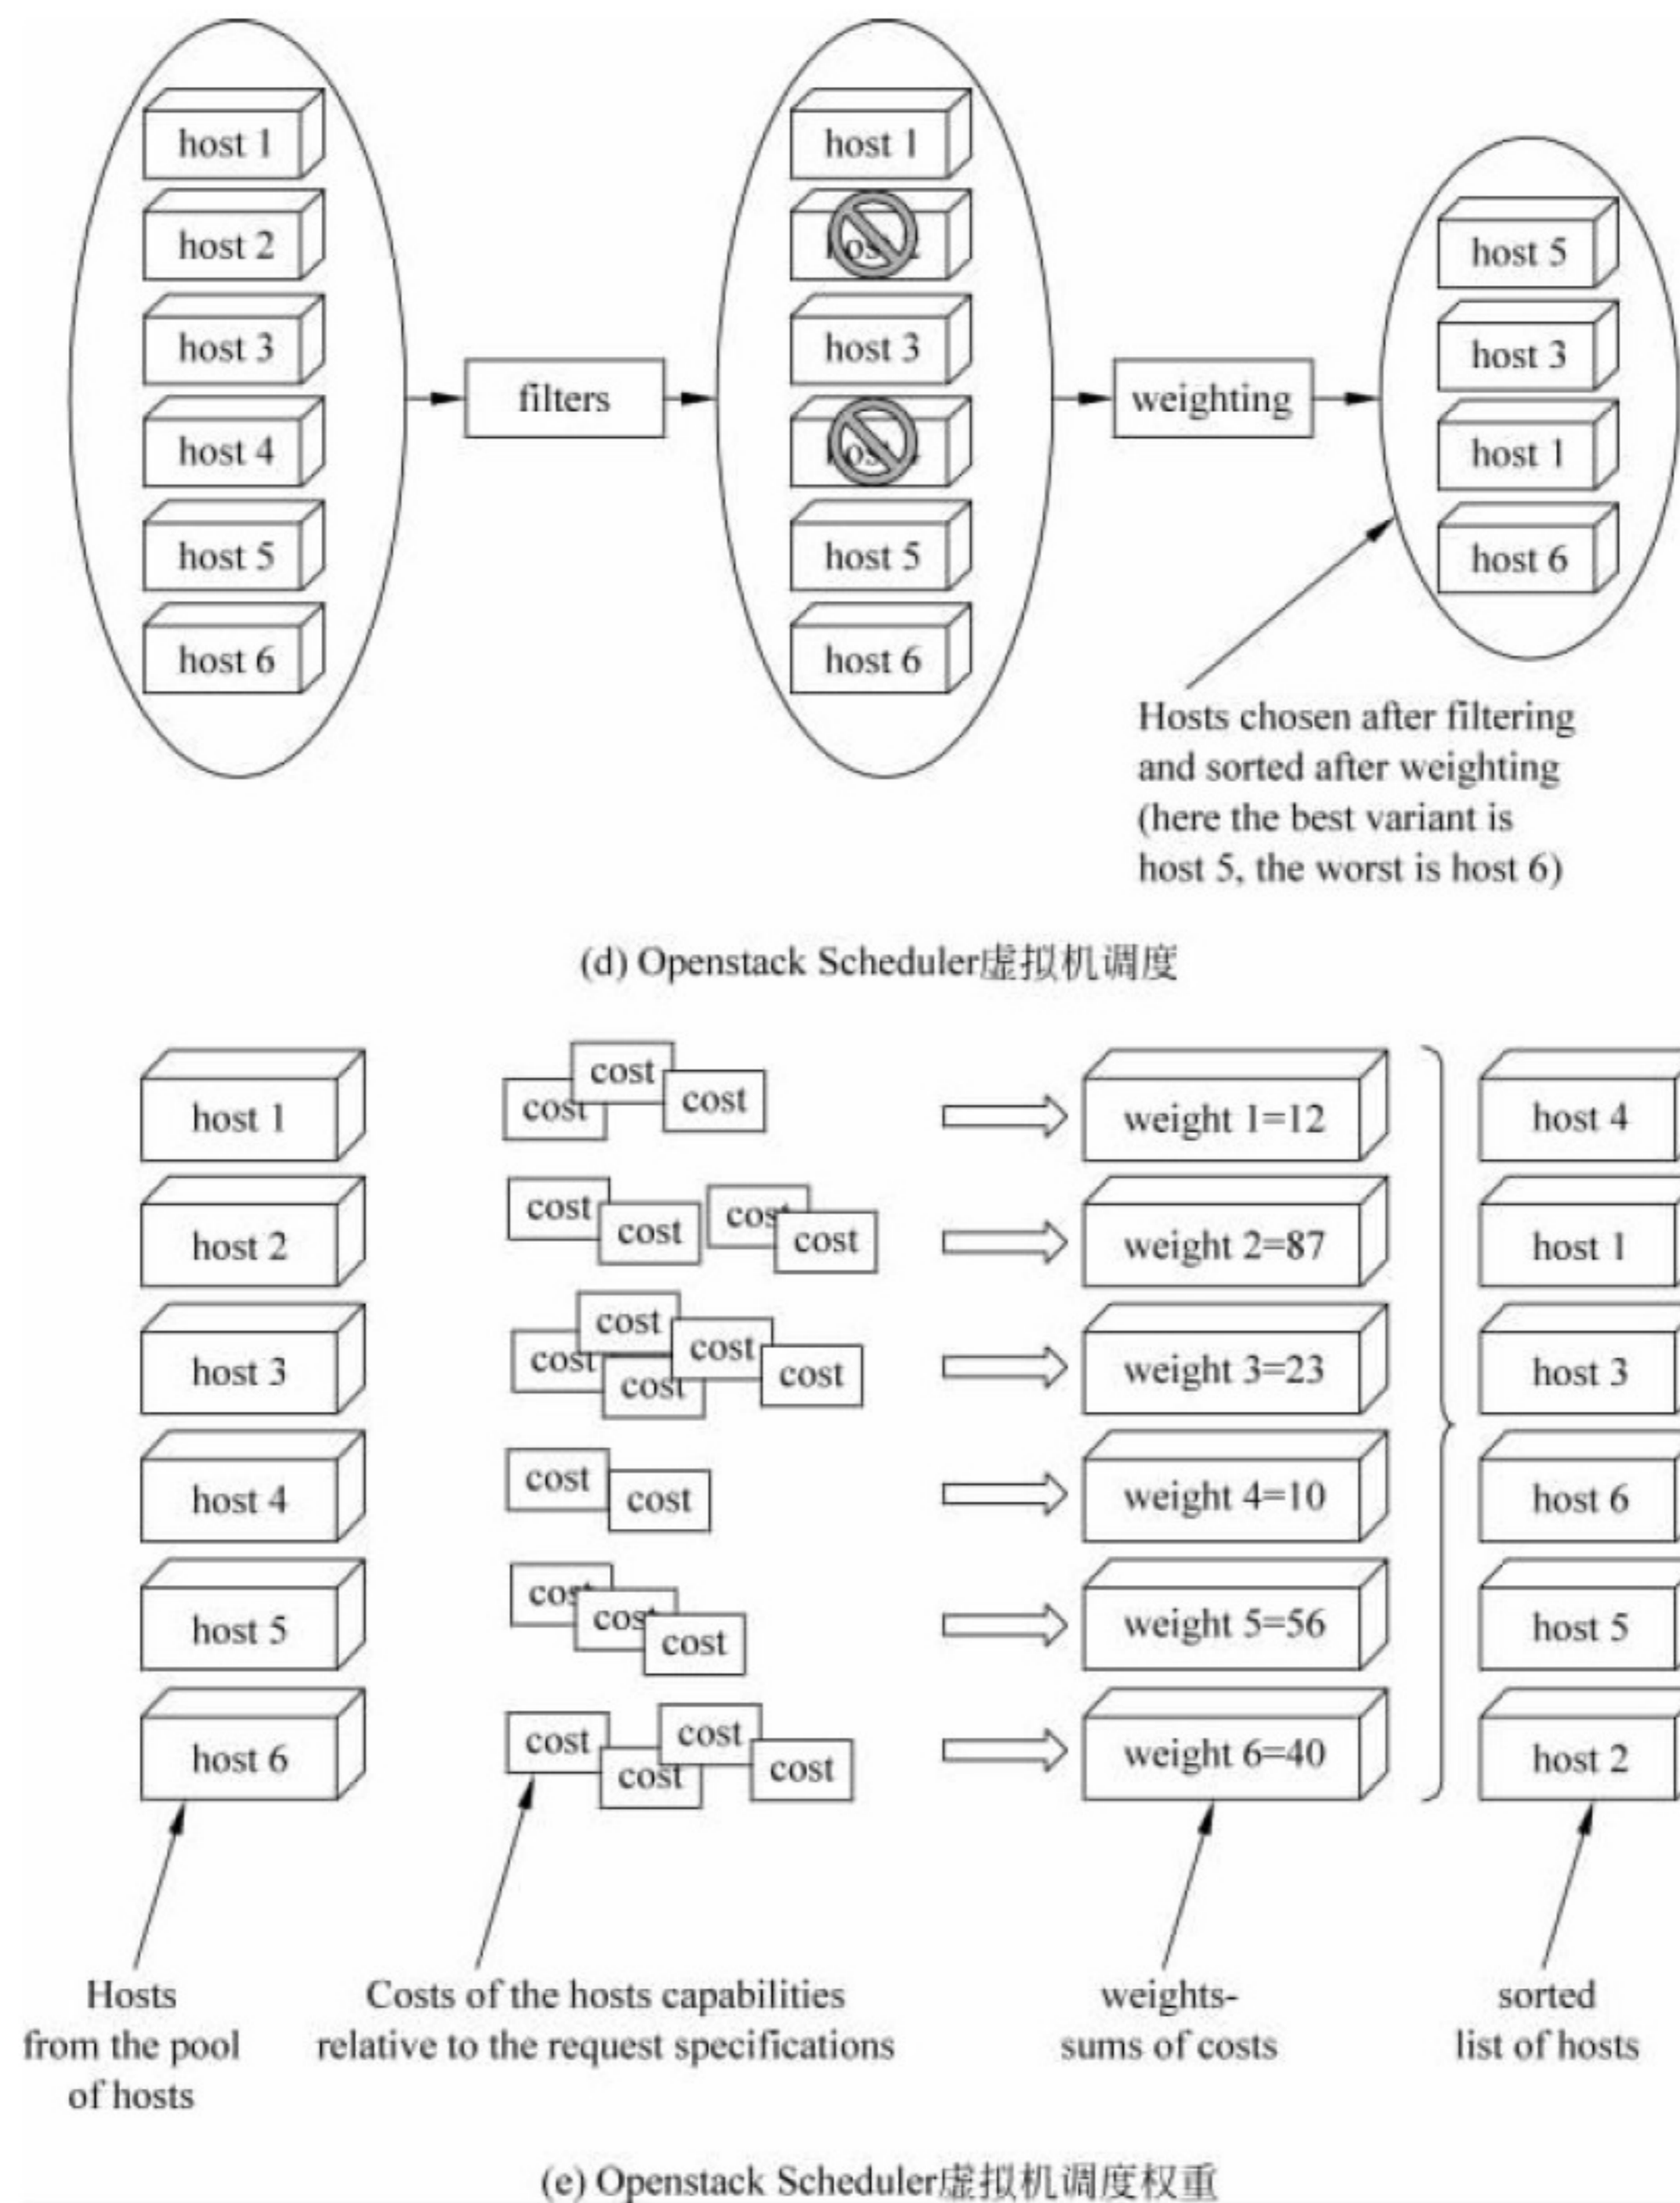 host 1
host 2
host 3
host 4
host 5
host 6
filters
host 1
host 3
host 5
host 6
weighting
host 5
host 3
host 1
host 6
Hosts chosen after filtering
and sorted after weighting
(here the best variant is
host 5, the worst is host 6)
(d) Openstack Scheduler虚拟机调度
host 1
cost
cost
cost
weight 1=12
host 4
host 2
cost
cost
cost
cost
weight 2=87
host 1
host 3
cost
cost
cost
cost
cost
weight 3=23
host 3
host 4
cost
cost
weight 4=10
host 6
host 5
cost
cost
cost
weight 5=56
host 5
host 6
cost
cost
cost
cost
weight 6=40
host 2
Hosts
from the pool
of hosts
Costs of the hosts capabilities
relative to the request specifications
weights-
sums of costs
sorted
list of hosts
(e) Openstack Scheduler虚拟机调度权重